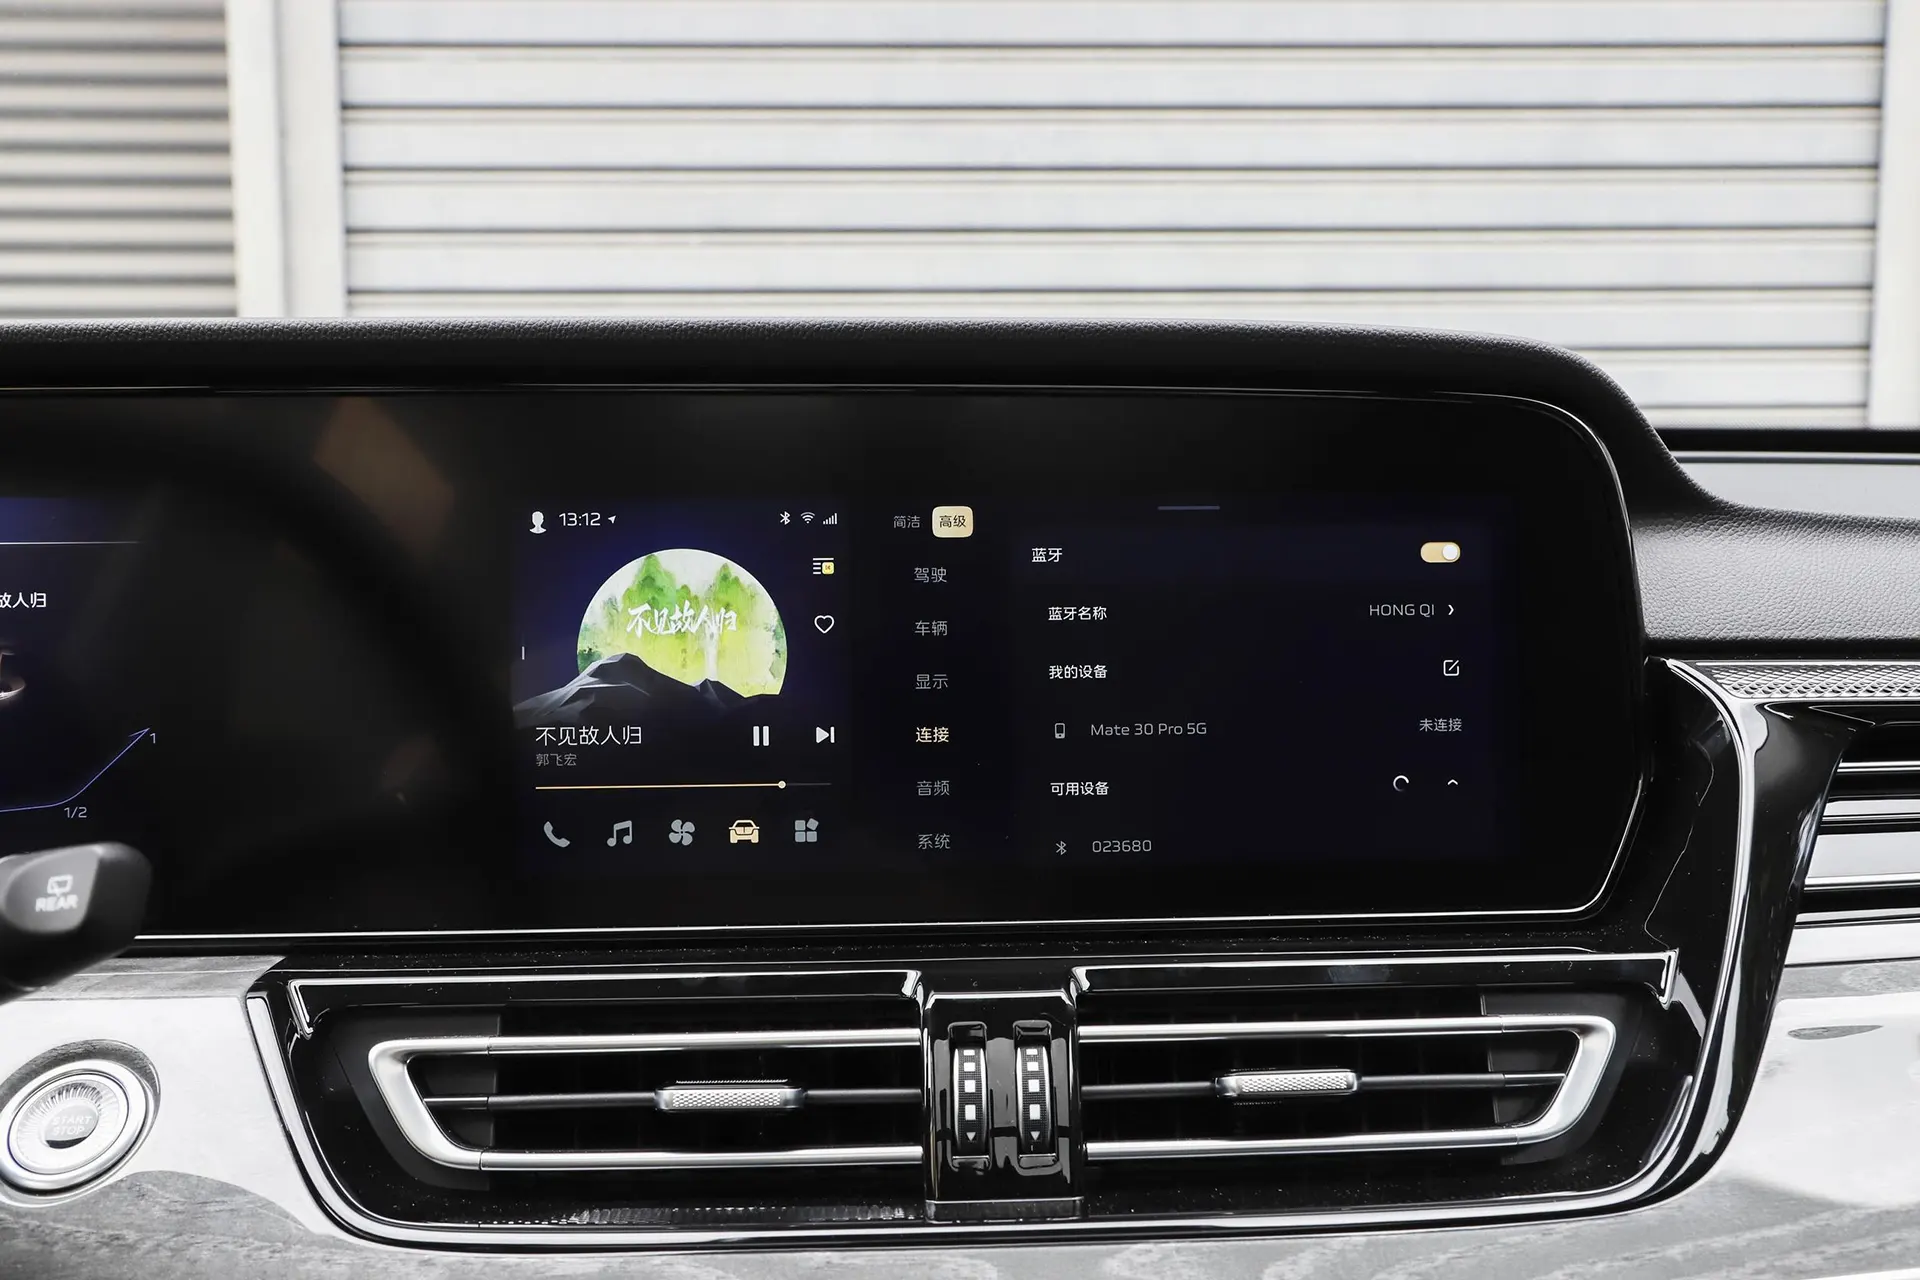 故人归
1
1/2
REAR
START
STOP
13:12
不见故人归
不见故人归
郭飞宏
简洁
高级
驾驶
车辆
显示
连接
音频
系统
蓝牙
蓝牙名称
HONG QI
我的设备
Mate 30 Pro 5G
未连接
可用设备
023680